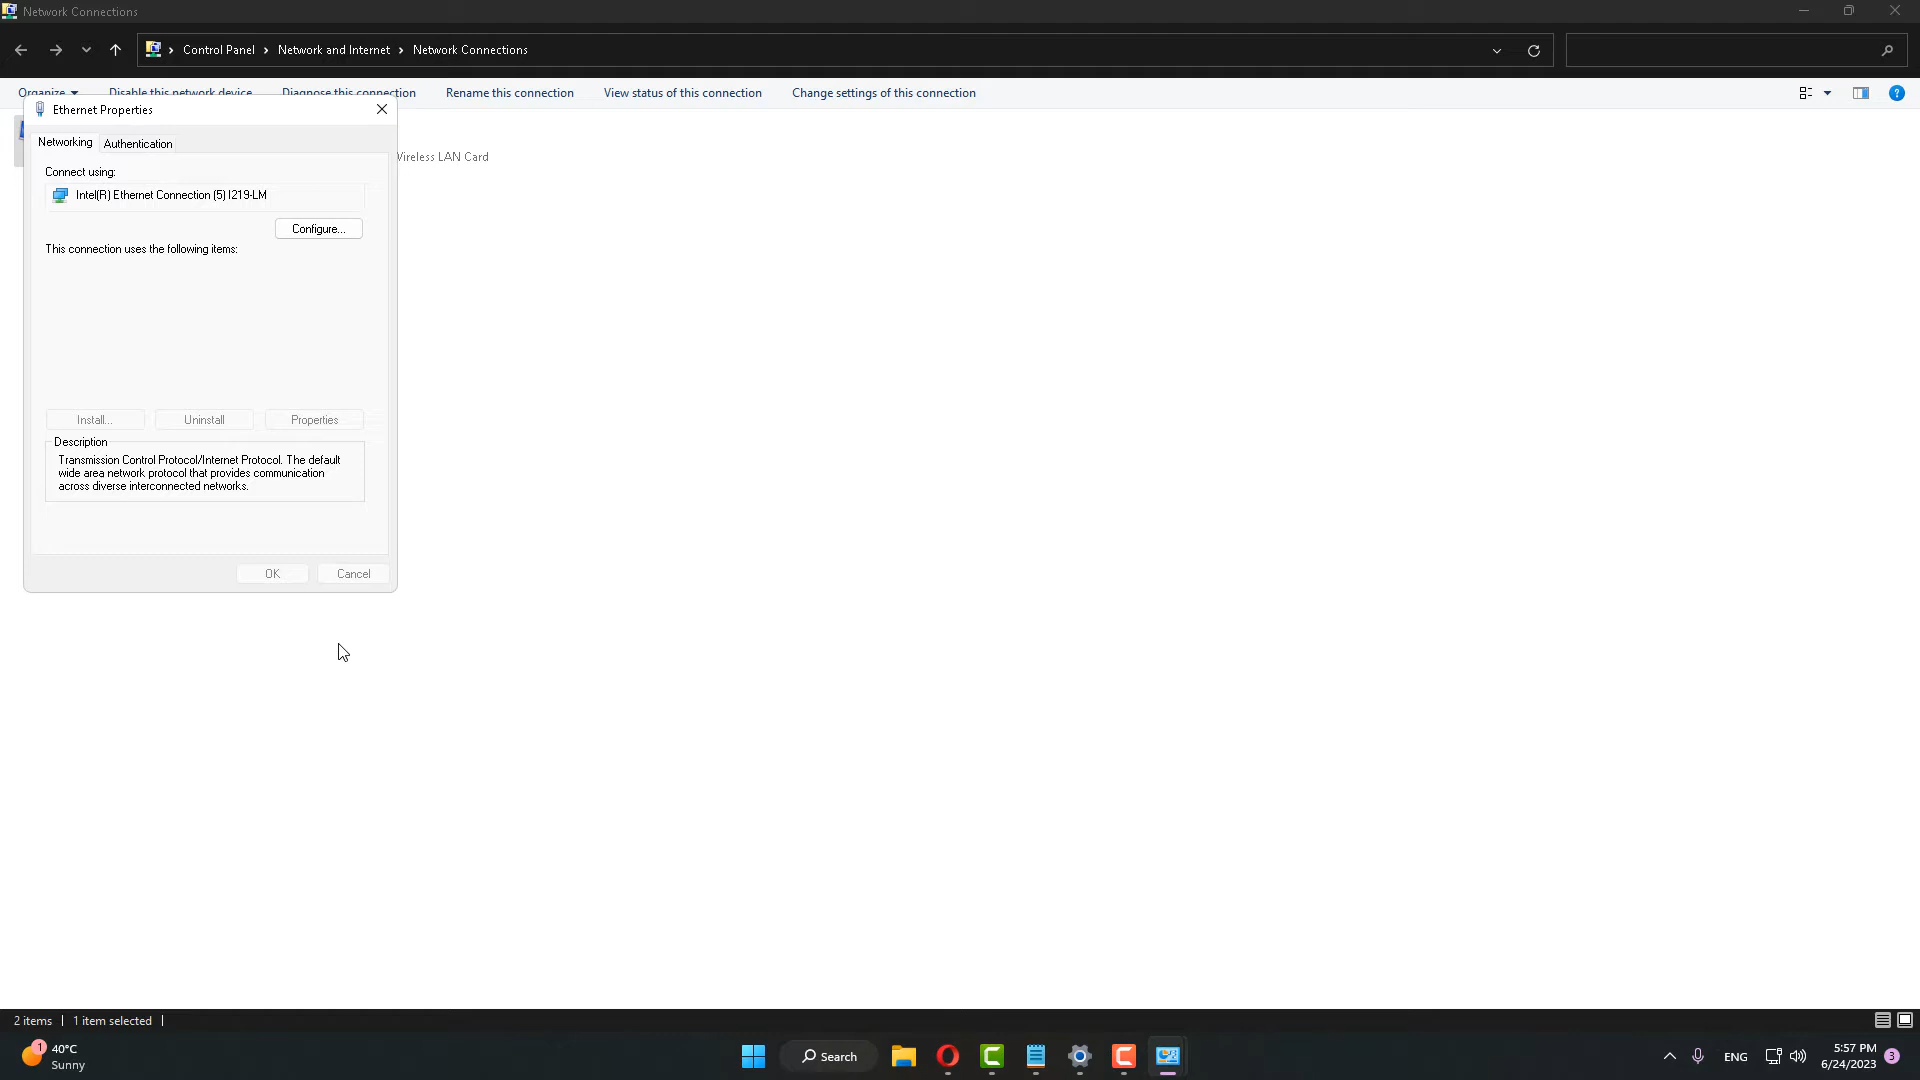 Network Connections
Control Panel
Network and Internet
Network Connections
Organize
Disable this network device
Diagnose this connection
Rename this connection
View status of this connection
Change settings of this connection
Ethernet Properties
Networking
Authentication
Wireless LAN Card
Connect using:
Intel(R) Ethernet Connection (5) I219-LM
Configure...
This connection uses the following items:
Install...
Uninstall
Properties
Description
Transmission Control Protocol/Internet Protocol. The default
wide area network protocol that provides communication
across diverse interconnected networks.
OK
Cancel
2 items
1 item selected
1
40°C
Sunny
Search
ENG
5:57 PM
6/24/2023
3